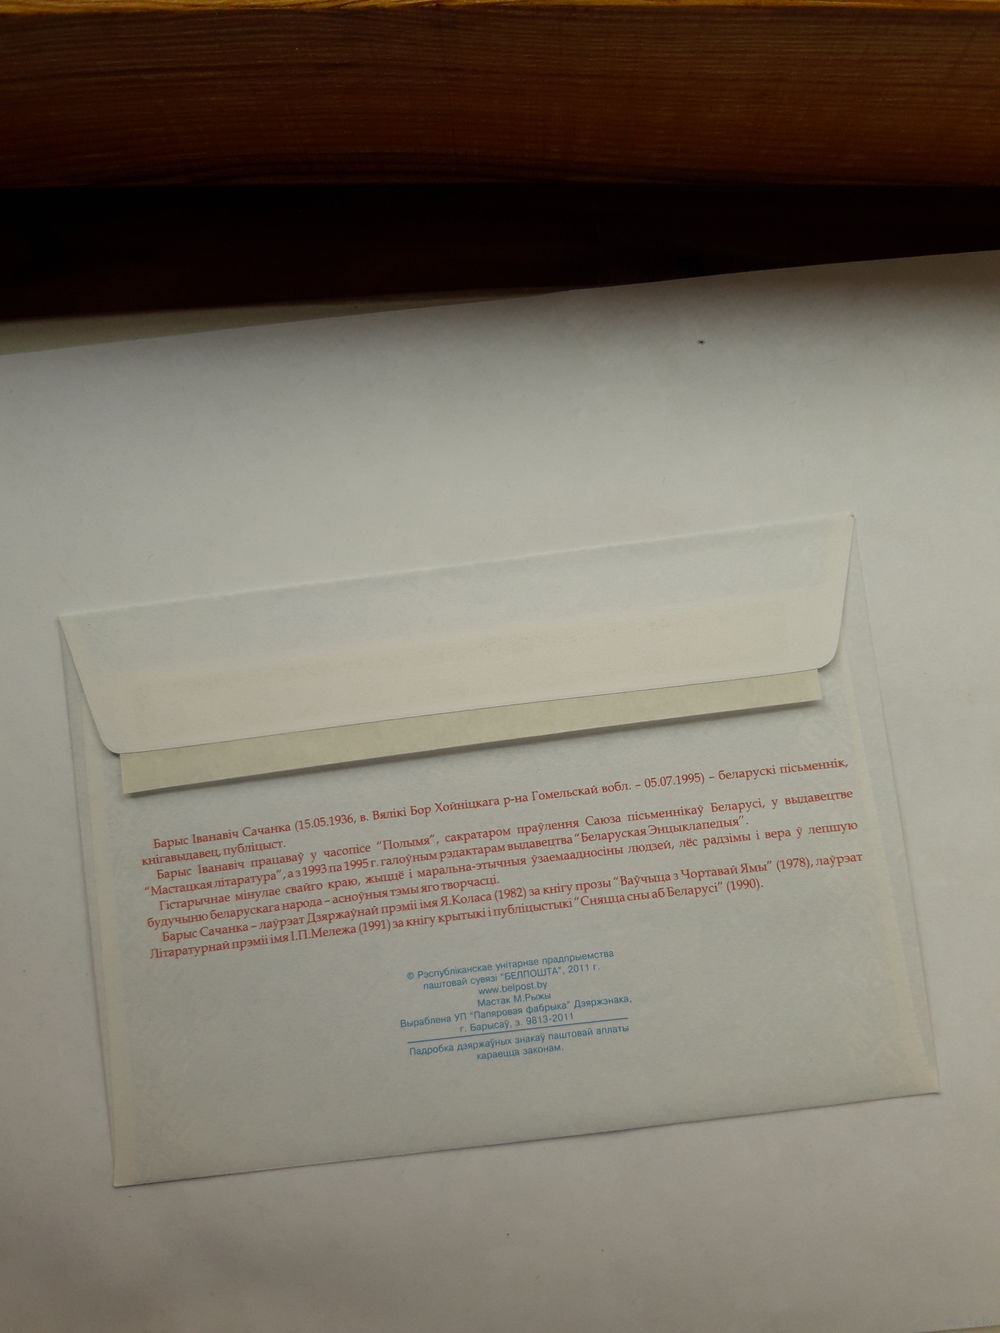 Барыс Іванавіч Сачанка (15.05.1936, в. Вялікі Бор Хойніцкага р-на Гомельскай вобл. – 05.07.1995) – беларускі пісьменнік,
кнігавыдавец, публіцыст.
Барыс Іванавіч працаваў у часопісе “Полымя”, сакратаром праўлення Саюза пісьменнікаў Беларусі, у выдавецтве
“Мастацкая літаратура”, а з 1993 па 1995 г. галоўным рэдактарам выдавецтва “Беларуская Энцыклапедыя”.
Гістарычнае мінулае свайго краю, жыццё і маральна-этычныя ўзаемаадносіны людзей, лёс радзімы і вера ў лепшую
будучыню беларускага народа – асноўныя тэмы яго творчасці.
Барыс Сачанка – лаўрэат Дзяржаўнай прэміі імя Я.Коласа (1982) за кнігу прозы “Ваўчыца з Чортавай Ямы” (1978), лаўрэат
Літаратурнай прэміі імя І.П.Мележа (1991) за кнігу крытыкі і публіцыстыкі “Сняцца сны аб Беларусі” (1990).
© Рэспубліканскае унітарнае прадпрыемства
паштовай сувязі "БЕЛПОШТА", 2011 г.
www.belpost.by
Мастак М.Рыжы
Выраблена УП "Папяровая фабрыка" Дзяржзнака,
г. Барысаў, з. 9813-2011
Падробка дзяржаўных знакаў паштовай аплаты
караецца законам.